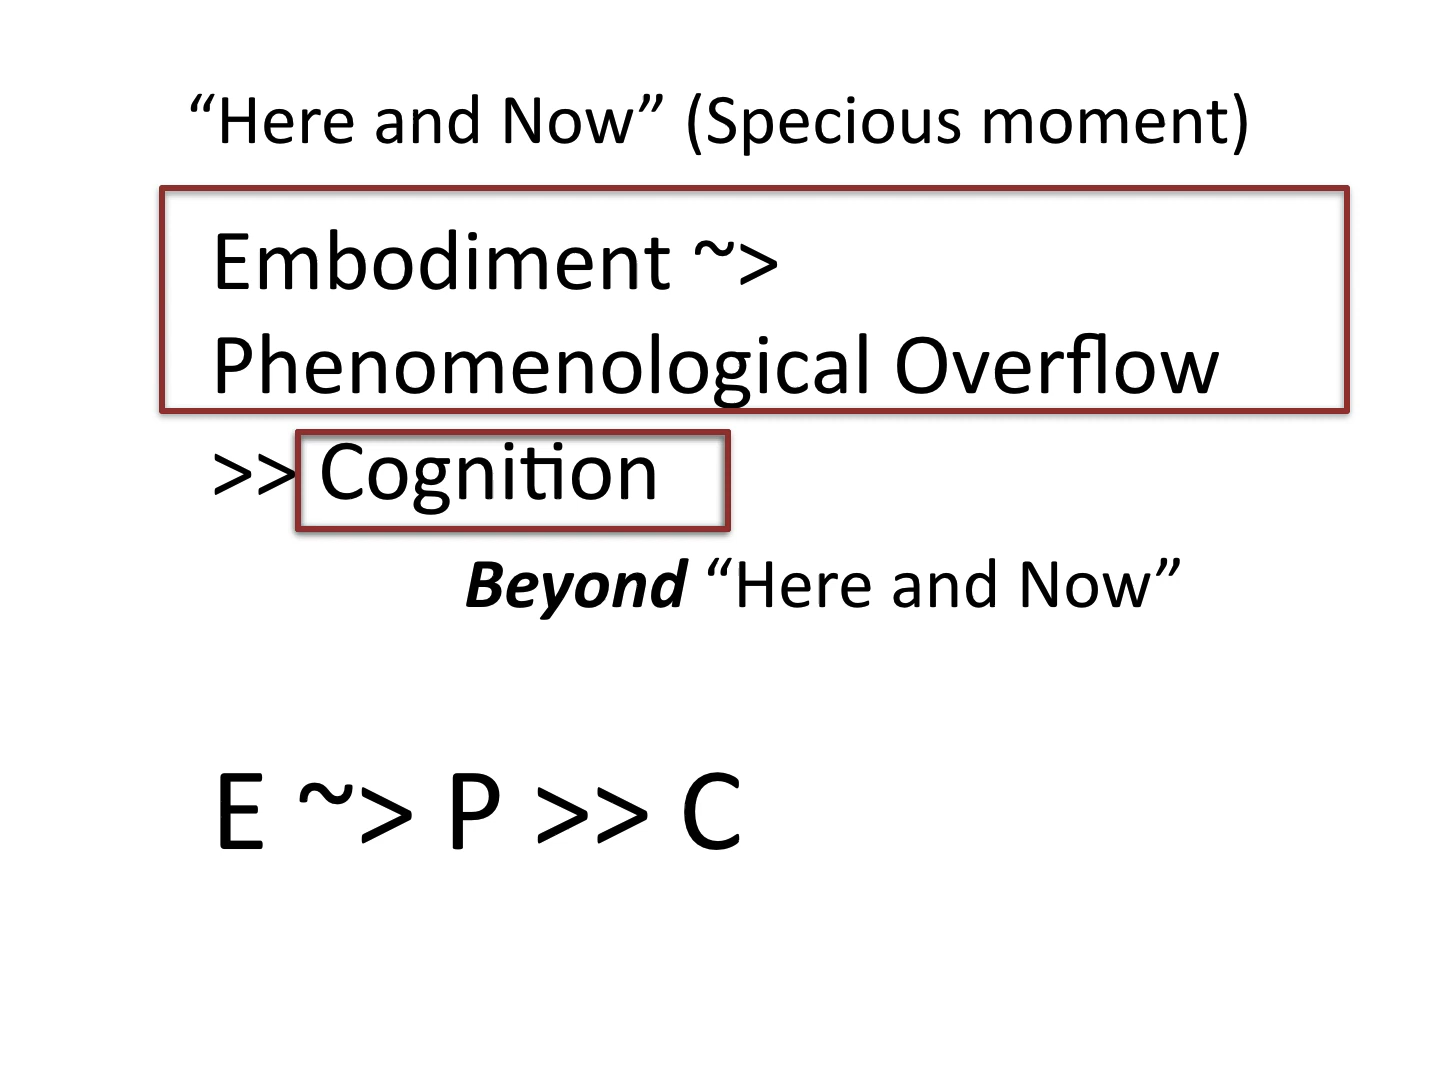 “Here and Now” (Specious moment)
Embodiment ~>
Phenomenological Overflow
>> Cognition
Beyond “Here and Now”
E ~> P >> C